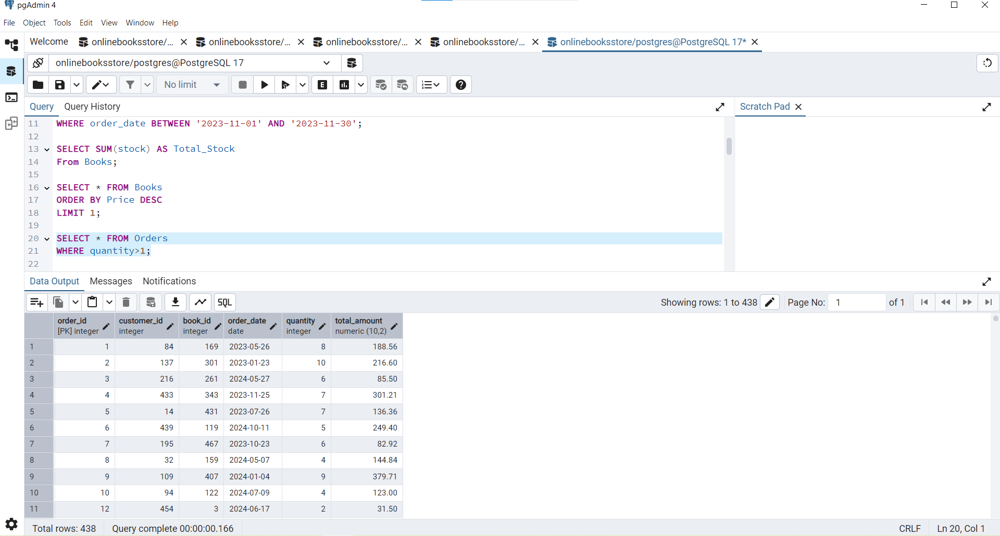 pgAdmin 4
File Object Tools Edit View Window Help
Welcome onlinebooksstore/... onlinebooksstore/... onlinebooksstore/... onlinebooksstore/... onlinebooksstore/postgres@PostgreSQL 17*
onlinebooksstore/postgres@PostgreSQL 17
No limit E
Query Query History Scratch Pad
11 WHERE order_date BETWEEN '2023-11-01' AND '2023-11-30';
12
13 SELECT SUM(stock) AS Total_Stock
14 From Books;
15
16 SELECT * FROM Books
17 ORDER BY Price DESC
18 LIMIT 1;
19
20 SELECT * FROM Orders
21 WHERE quantity>1;
22
Data Output Messages Notifications
SQL Showing rows: 1 to 438 Page No: 1 of 1
order_id customer_id book_id order_date quantity total_amount
[PK] integer integer integer date integer numeric (10,2)
1 1 84 169 2023-05-26 8 188.56
2 2 137 301 2023-01-23 10 216.60
3 3 216 261 2024-05-27 6 85.50
4 4 433 343 2023-11-25 7 301.21
5 5 14 431 2023-07-26 7 136.36
6 6 439 119 2024-10-11 5 249.40
7 7 195 467 2023-10-23 6 82.92
8 8 32 159 2024-05-07 4 144.84
9 9 109 407 2024-01-04 9 379.71
10 10 94 122 2024-07-09 4 123.00
11 12 454 3 2024-06-17 2 31.50
Total rows: 438 Query complete 00:00:00.166 CRLF Ln 20, Col 1